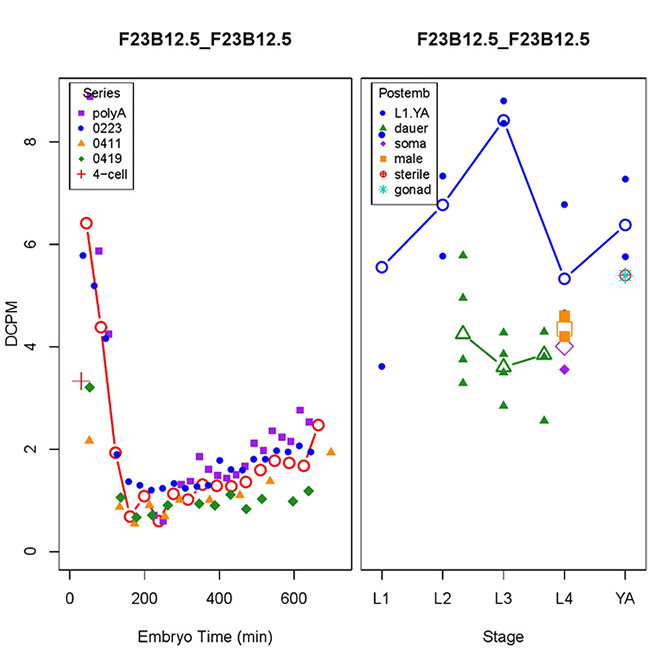 F23B12.5_F23B12.5
F23B12.5_F23B12.5
Series
polyA
0223
0411
0419
4-cell
Postemb
L1.YA
dauer
soma
male
sterile
gonad
DCPM
8
6
4
2
0
0 200 400 600
L1 L2 L3 L4 YA
Embryo Time (min)
Stage